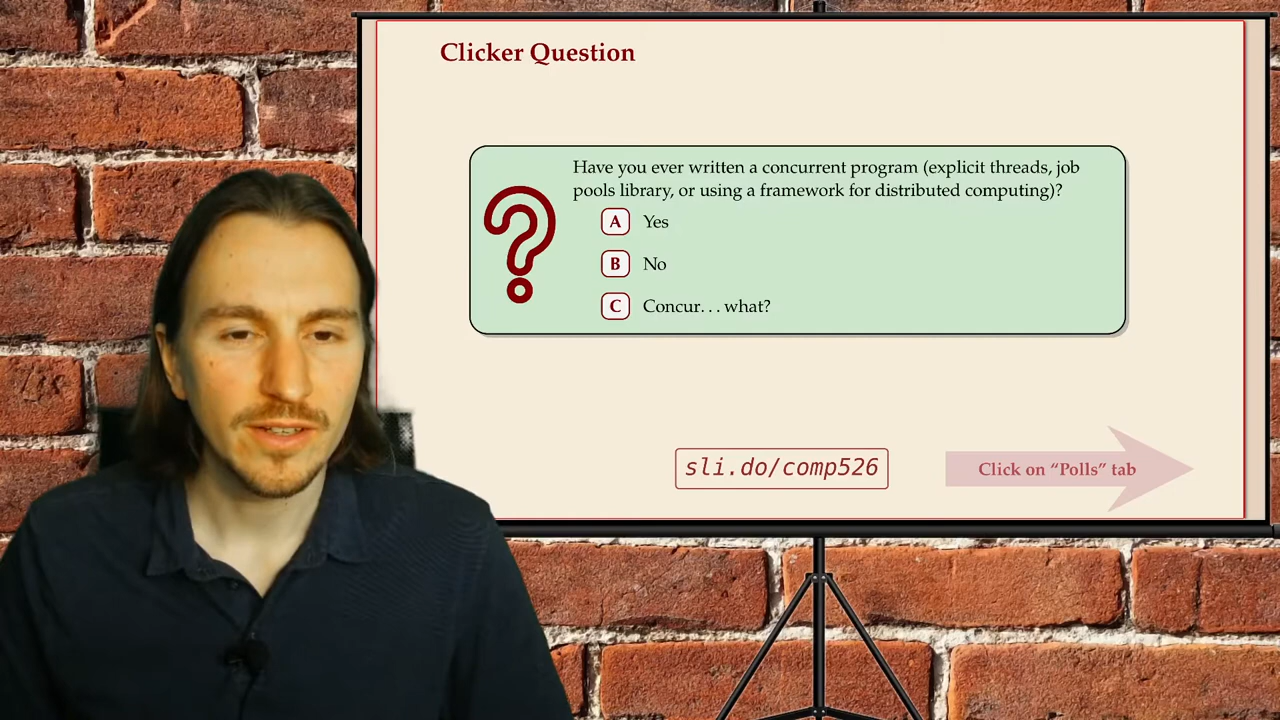 Clicker Question
Have you ever written a concurrent program (explicit threads, job
pools library, or using a framework for distributed computing)?
A Yes
B No
C Concur. . . what?
sli.do/comp526
Click on “Polls” tab